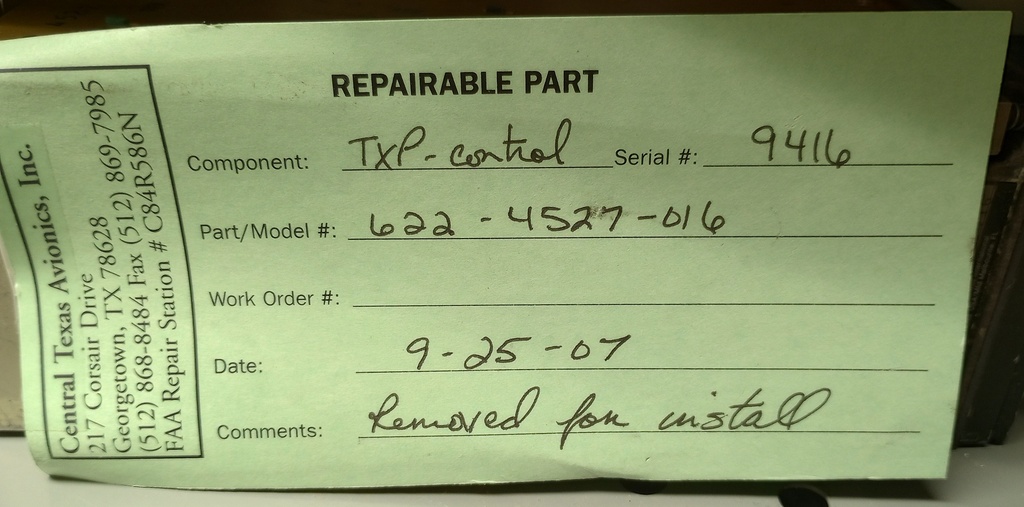 REPAIRABLE PART
Component: TXP-control Serial #: 9416
Part/Model #: 622-4527-016
Work Order #:
Date: 9-25-07
Comments: Removed for install
Central Texas Avionics, Inc.
217 Corsair Drive
Georgetown, TX 78628
(512) 868-8484 Fax (512) 869-7985
FAA Repair Station # C84R586N